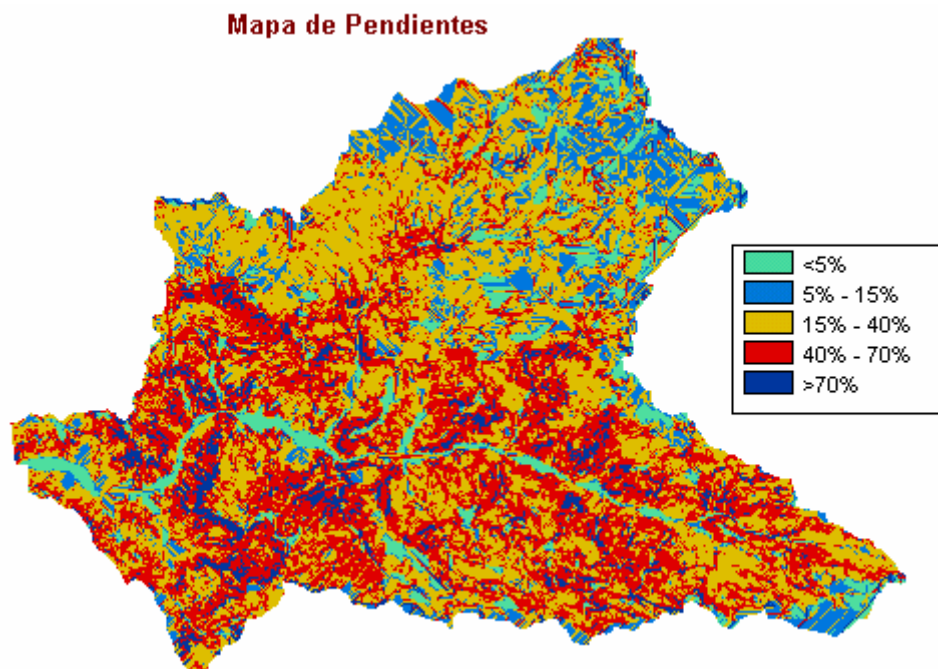 Mapa de Pendientes
<5%
5% - 15%
15% - 40%
40% - 70%
>70%